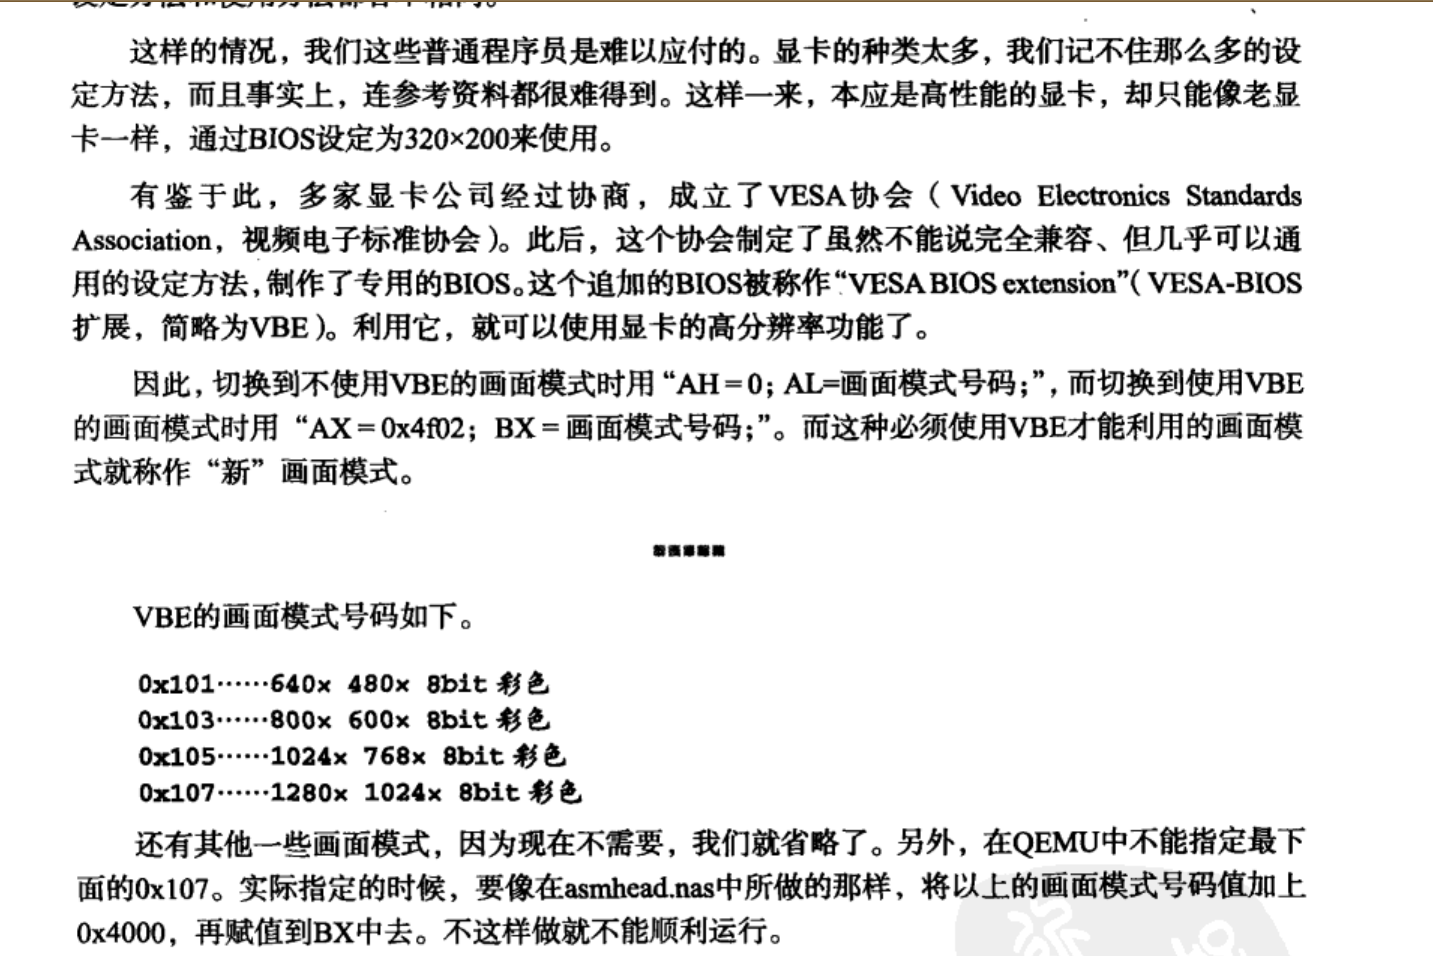 这样的情况，我们这些普通程序员是难以应付的。显卡的种类太多，我们记不住那么多的设
定方法，而且事实上，连参考资料都很难得到。这样一来，本应是高性能的显卡，却只能像老显
卡一样，通过BIOS设定为320×200来使用。
有鉴于此，多家显卡公司经过协商，成立了VESA协会（Video Electronics Standards
Association，视频电子标准协会）。此后，这个协会制定了虽然不能说完全兼容、但几乎可以通
用的设定方法，制作了专用的BIOS。这个追加的BIOS被称作“VESA BIOS extension”（VESA-BIOS
扩展，简略为VBE）。利用它，就可以使用显卡的高分辨率功能了。
因此，切换到不使用VBE的画面模式时用“AH＝0；AL=画面模式号码；”，而切换到使用VBE
的画面模式时用“AX＝0x4f02；BX＝画面模式号码；”。而这种必须使用VBE才能利用的画面模
式就称作“新”画面模式。
VBE的画面模式号码如下。
0x101……640× 480× 8bit 彩色
0x103……800× 600× 8bit 彩色
0x105……1024× 768× 8bit 彩色
0x107……1280× 1024× 8bit 彩色
还有其他一些画面模式，因为现在不需要，我们就省略了。另外，在QEMU中不能指定最下
面的0x107。实际指定的时候，要像在asmhead.nas中所做的那样，将以上的画面模式号码值加上
0x4000，再赋值到BX中去。不这样做就不能顺利运行。